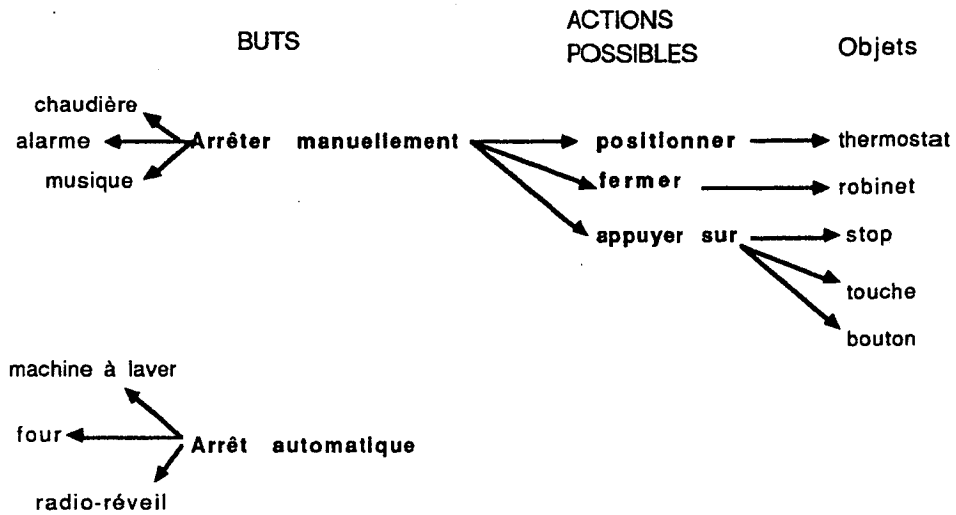 BUTS
ACTIONS
POSSIBLES
Objets
chaudière
alarme
musique
Arrêter manuellement
positionner
thermostat
fermer
robinet
appuyer sur
stop
touche
bouton
machine à laver
four
Arrêt automatique
radio-réveil